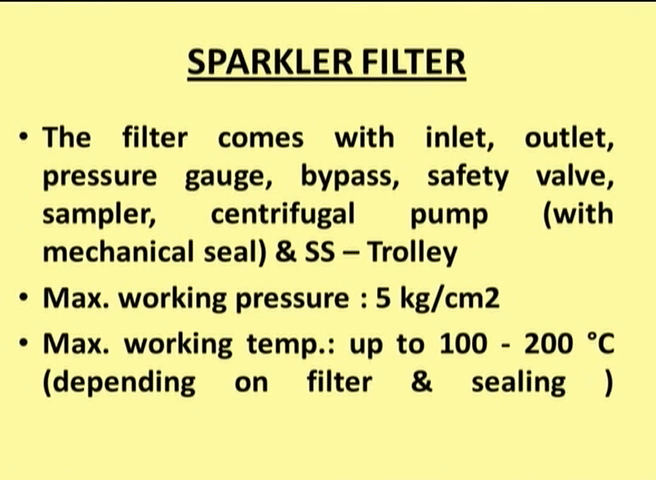 SPARKLER FILTER
• The filter comes with inlet, outlet,
pressure gauge, bypass, safety valve,
sampler, centrifugal pump (with
mechanical seal) & SS – Trolley
• Max. working pressure : 5 kg/cm2
• Max. working temp.: up to 100 - 200 °C
(depending on filter & sealing )